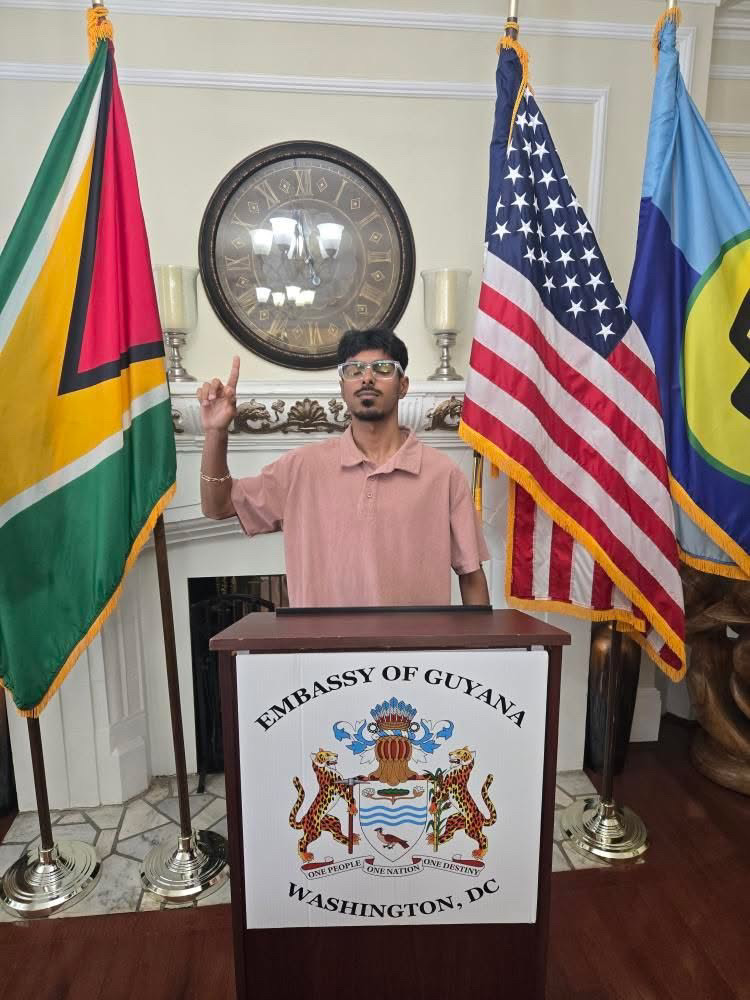 EMBASSY OF GUYANA
ONE PEOPLE ONE NATION ONE DESTINY
WASHINGTON, DC